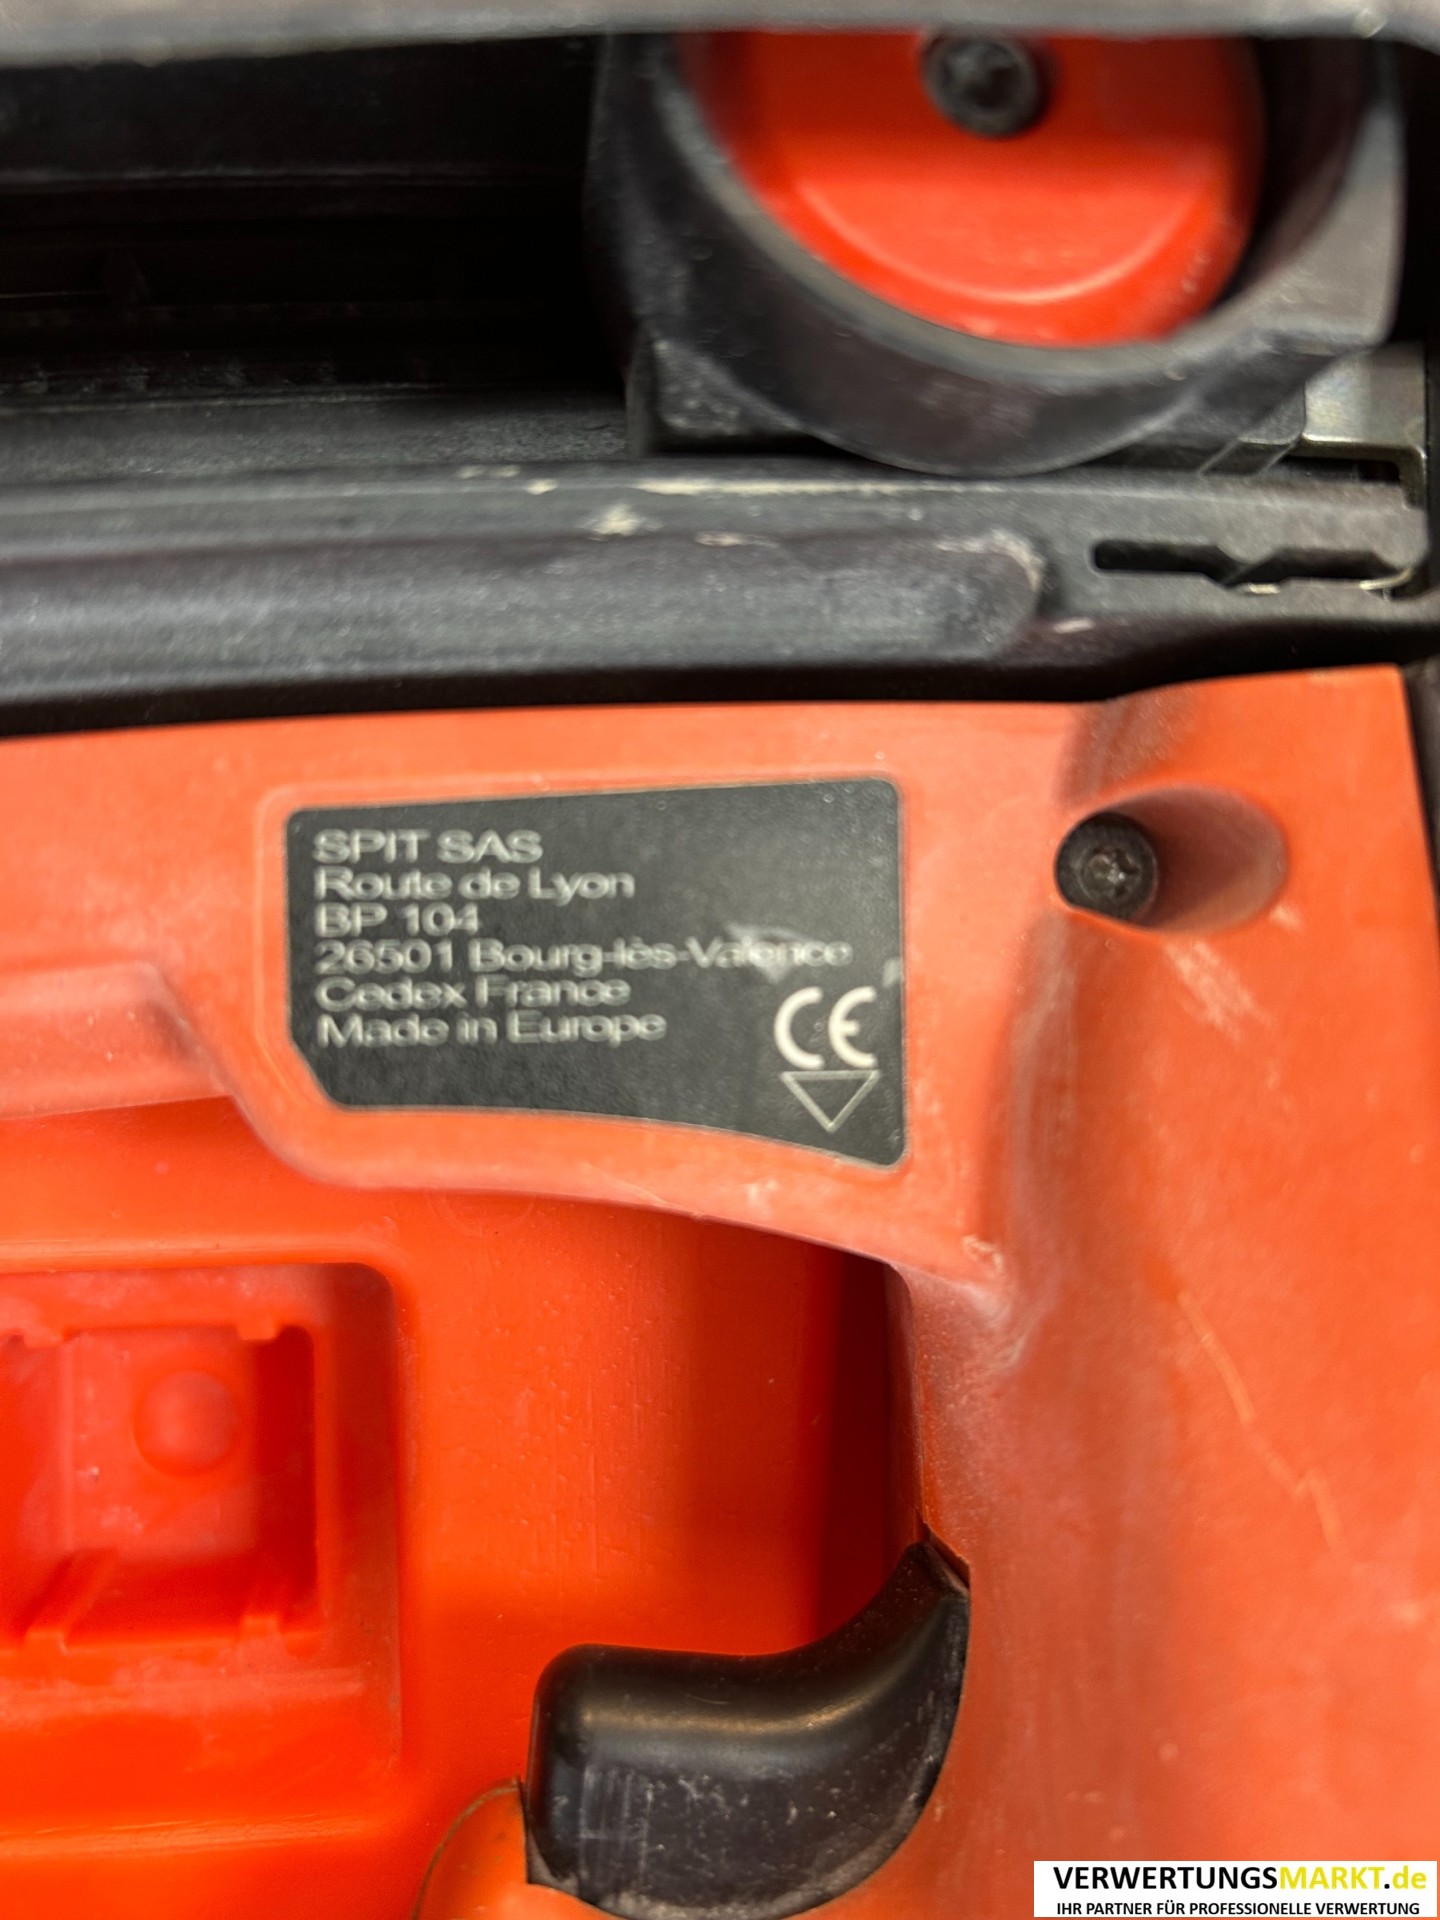 SPIT SAS
Route de Lyon
BP 104
26501 Bourg-lès-Valence
Cedex France
Made in Europe
CE
VERWERTUNGSMARKT.de
IHR PARTNER FÜR PROFESSIONELLE VERWERTUNG